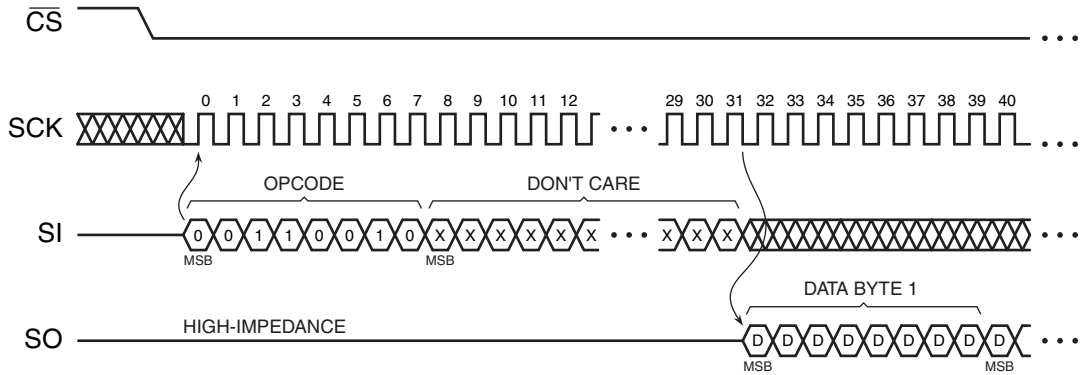 CS
0 1 2 3 4 5 6 7 8 9 10 11 12 29 30 31 32 33 34 35 36 37 38 39 40
SCK
OPCODE DON'T CARE
SI 0 0 1 1 0 0 1 0 X X X X X X X X X
MSB MSB
DATA BYTE 1
HIGH-IMPEDANCE
SO D D D D D D D D D
MSB MSB